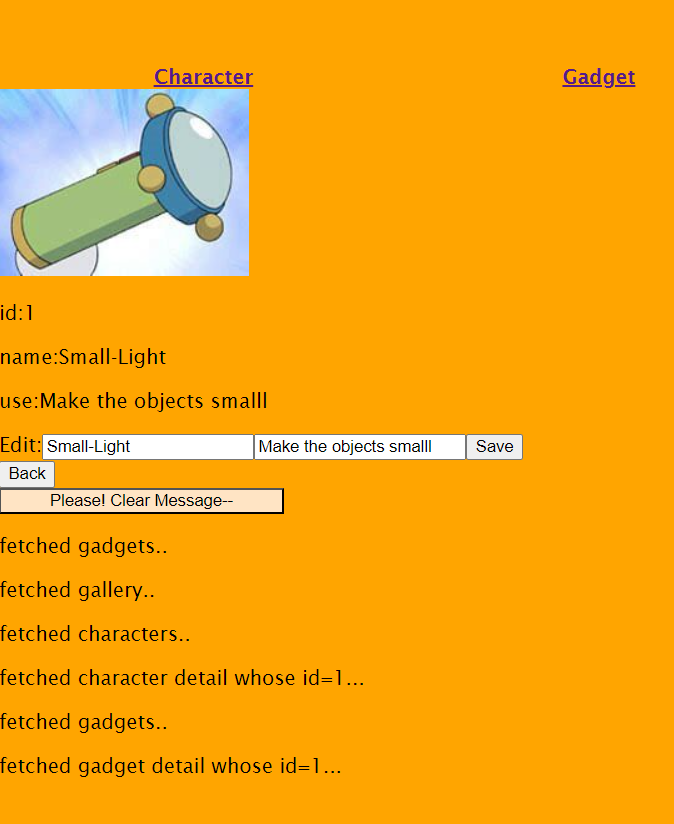 Character Gadget
id:1
name:Small-Light
use:Make the objects smalll
Edit: Small-Light Make the objects smalll Save
Back
Please! Clear Message--
fetched gadgets..
fetched gallery..
fetched characters..
fetched character detail whose id=1...
fetched gadgets..
fetched gadget detail whose id=1...